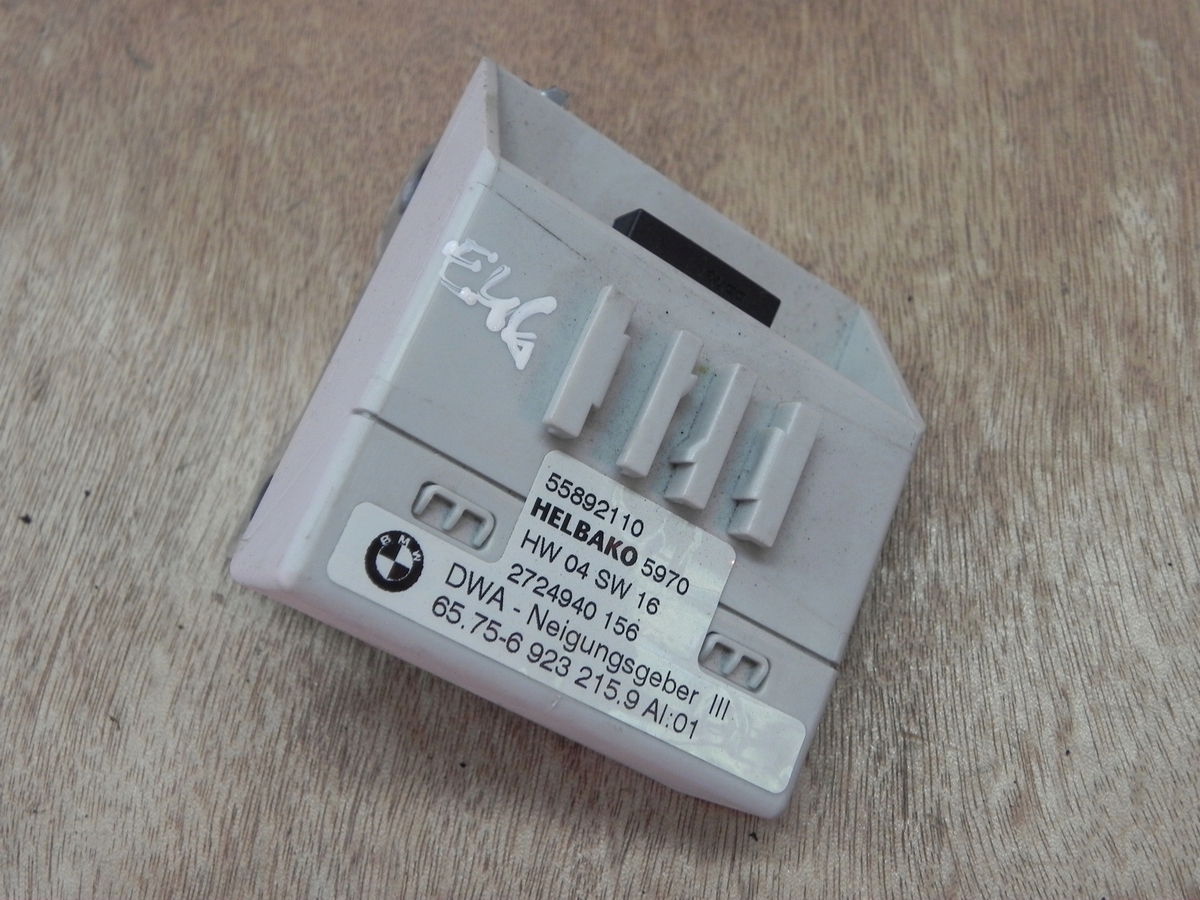 E46
55892110
HELBAKO 5970
HW 04 SW 16
2724940 156
BMW
DWA - Neigungsgeber III
65.75-6 923 215.9 AI:01